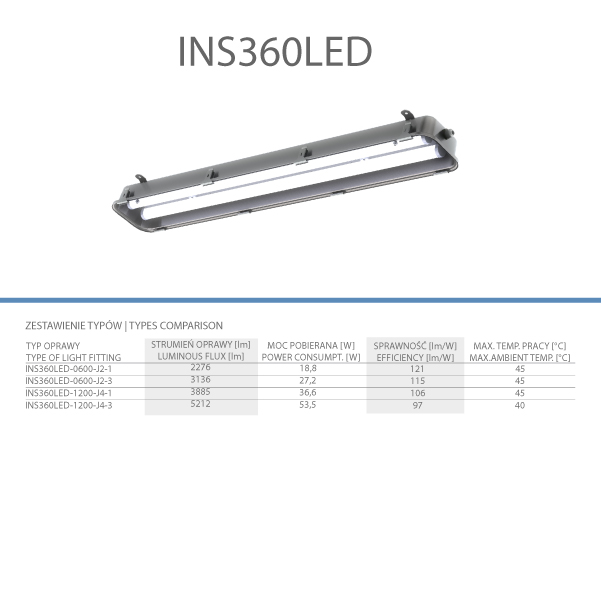 INS360LED
ZESTAWIENIE TYPÓW | TYPES COMPARISON
TYP OPRAWY STRUMIEŃ OPRAWY [lm] MOC POBIERANA [W] SPRAWNOŚĆ [lm/W] MAX. TEMP. PRACY [°C]
TYPE OF LIGHT FITTING LUMINOUS FLUX [lm] POWER CONSUMPT. [W] EFFICIENCY [lm/W] MAX.AMBIENT TEMP. [°C]
INS360LED-0600-J2-1 2276 18,8 121 45
INS360LED-0600-J2-3 3136 27,2 115 45
INS360LED-1200-J4-1 3885 36,6 106 45
INS360LED-1200-J4-3 5212 53,5 97 40